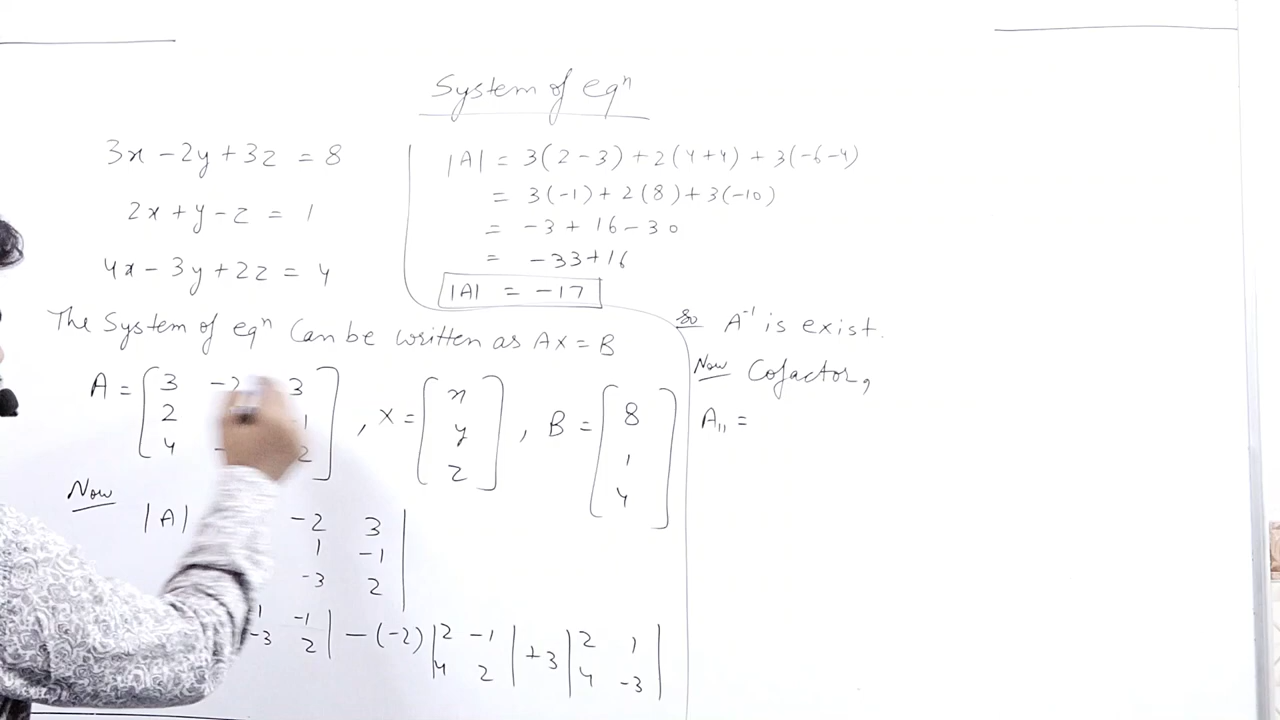 System of eqⁿ
3x - 2y + 3z = 8
2x + y - z = 1
4x - 3y + 2z = 4
|A| = 3(2-3) + 2(4+4) + 3(-6-4)
= 3(-1) + 2(8) + 3(-10)
= -3 + 16 - 30
= -33 + 16
|A| = -17
The System of eqⁿ Can be written as AX = B
A = [3 -2 3
2 1
4 - 2]
, X = [x
y
z]
, B = [8
1
4]
Now
|A| -2 3
1 -1
-3 2 |
1 -1
-3 2 | - (-2) |2 -1
4 2| + 3 |2 1
4 -3|
So A⁻¹ is exist.
Now Cofactor,
A₁₁ =